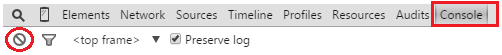 Elements Network Sources Timeline Profiles Resources Audits Console
<top frame> Preserve log